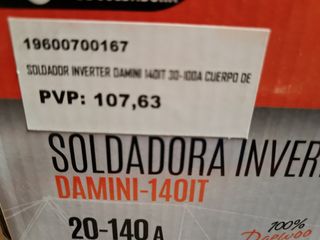 SOLDADORA
19600700167
SOLDADOR INVERTER DAMINI 140IT 30-100A CUERPO DE
PVP: 107,63
SOLDADORA INVER
DAMINI-140IT
20-140 A
100%